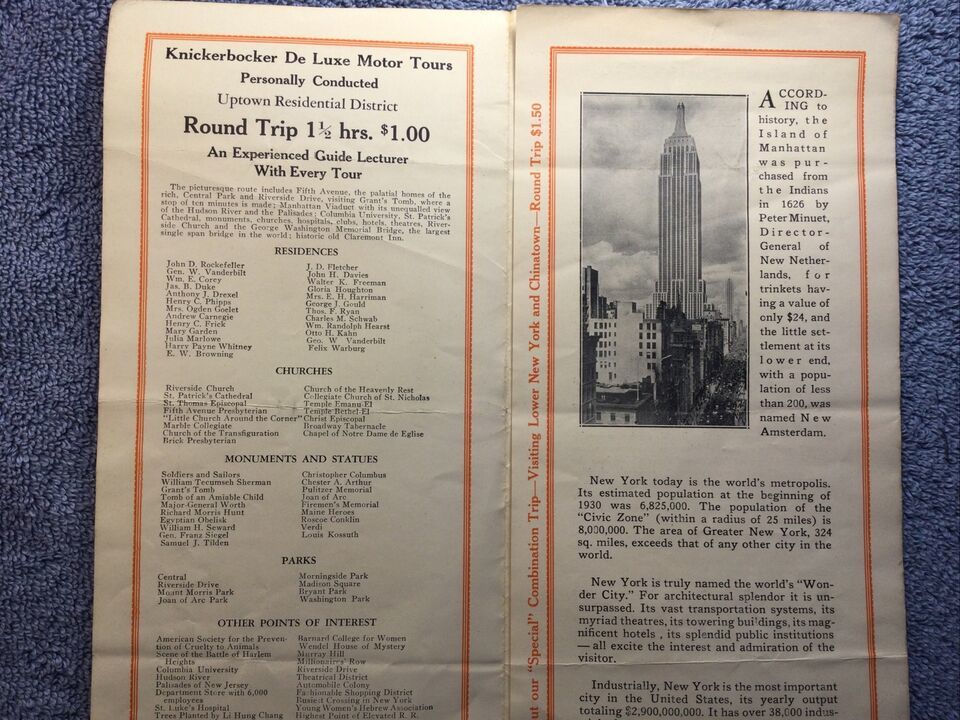 Knickerbocker De Luxe Motor Tours
Personally Conducted
Uptown Residential District
Round Trip 1½ hrs. $1.00
An Experienced Guide Lecturer
With Every Tour
The picturesque route includes Fifth Avenue, the palatial homes of the
rich, Central Park and Riverside Drive, visiting Grant's Tomb, where a
stop of ten minutes is made; Manhattan Viaduct with its unequalled view
of the Hudson River and the Palisades; Columbia University, St. Patrick's
Cathedral, monuments, churches, hospitals, clubs, hotels, theatres, River-
side Church and the George Washington Memorial Bridge, the largest
single span bridge in the world; historic old Claremont Inn.
RESIDENCES
John D. Rockefeller
Gen. W. Vanderbilt
Wm. E. Corey
Jas. B. Duke
Anthony J. Drexel
Henry C. Phipps
Mrs. Ogden Goelet
Andrew Carnegie
Henry C. Frick
Mary Garden
Julia Marlowe
Harry Payne Whitney
E. W. Browning
J. D. Fletcher
John H. Davies
Walter K. Freeman
Gloria Houghton
Mrs. E. H. Harriman
George J. Gould
Thos. F. Ryan
Charles M. Schwab
Wm. Randolph Hearst
Otto H. Kahn
Geo. W. Vanderbilt
Felix Warburg
CHURCHES
Riverside Church
St. Patrick's Cathedral
St. Thomas Episcopal
Fifth Avenue Presbyterian
"Little Church Around the Corner"
Marble Collegiate
Church of the Transfiguration
Brick Presbyterian
Church of the Heavenly Rest
Collegiate Church of St. Nicholas
Temple Emanu-El
Temple Bethel-El
Christ Episcopal
Broadway Tabernacle
Chapel of Notre Dame de Eglise
MONUMENTS AND STATUES
Soldiers and Sailors
William Tecumseh Sherman
Grant's Tomb
Tomb of an Amiable Child
Major-General Worth
Richard Morris Hunt
Egyptian Obelisk
William H. Seward
Gen. Franz Siegel
Samuel J. Tilden
Christopher Columbus
Chester A. Arthur
Pulitzer Memorial
Joan of Arc
Firemen's Memorial
Maine Heroes
Roscoe Conklin
Verdi
Louis Kossuth
PARKS
Central
Riverside Drive
Mount Morris Park
Joan of Arc Park
Morningside Park
Madison Square
Bryant Park
Washington Park
OTHER POINTS OF INTEREST
American Society for the Preven-
tion of Cruelty to Animals
Scene of the Battle of Harlem
Heights
Columbia University
Hudson River
Palisades of New Jersey
Department Store with 6,000
employees
St. Luke's Hospital
Trees Planted by Li Hung Chang
Barnard College for Women
Wendel House of Mystery
Murray Hill
Millionaires' Row
Riverside Drive
Theatrical District
Automobile Colony
Fashionable Shopping District
Busiest Crossing in New York
Young Women's Hebrew Association
Highest Point of Elevated R. R.
ut our "Special" Combination Trip—Visiting Lower New York and Chinatown—Round Trip $1.50
ACCORD-
ING to
history, the
Island of
Manhattan
was pur-
chased from
the Indians
in 1626 by
Peter Minuet,
Director-
General of
New Nether-
lands, for
trinkets hav-
ing a value of
only $24, and
the little set-
tlement at its
lower end,
with a popu-
lation of less
than 200, was
named New
Amsterdam.
New York today is the world's metropolis.
Its estimated population at the beginning of
1930 was 6,825,000. The population of the
"Civic Zone" (within a radius of 25 miles) is
8,000,000. The area of Greater New York, 324
sq. miles, exceeds that of any other city in the
world.
New York is truly named the world's "Won-
der City." For architectural splendor it is un-
surpassed. Its vast transportation systems, its
myriad theatres, its towering buildings, its mag-
nificent hotels , its splendid public institutions
— all excite the interest and admiration of the
visitor.
Industrially, New York is the most important
city in the United States, its yearly output
totaling $2,900,000,000. It has over 38,000 indus-